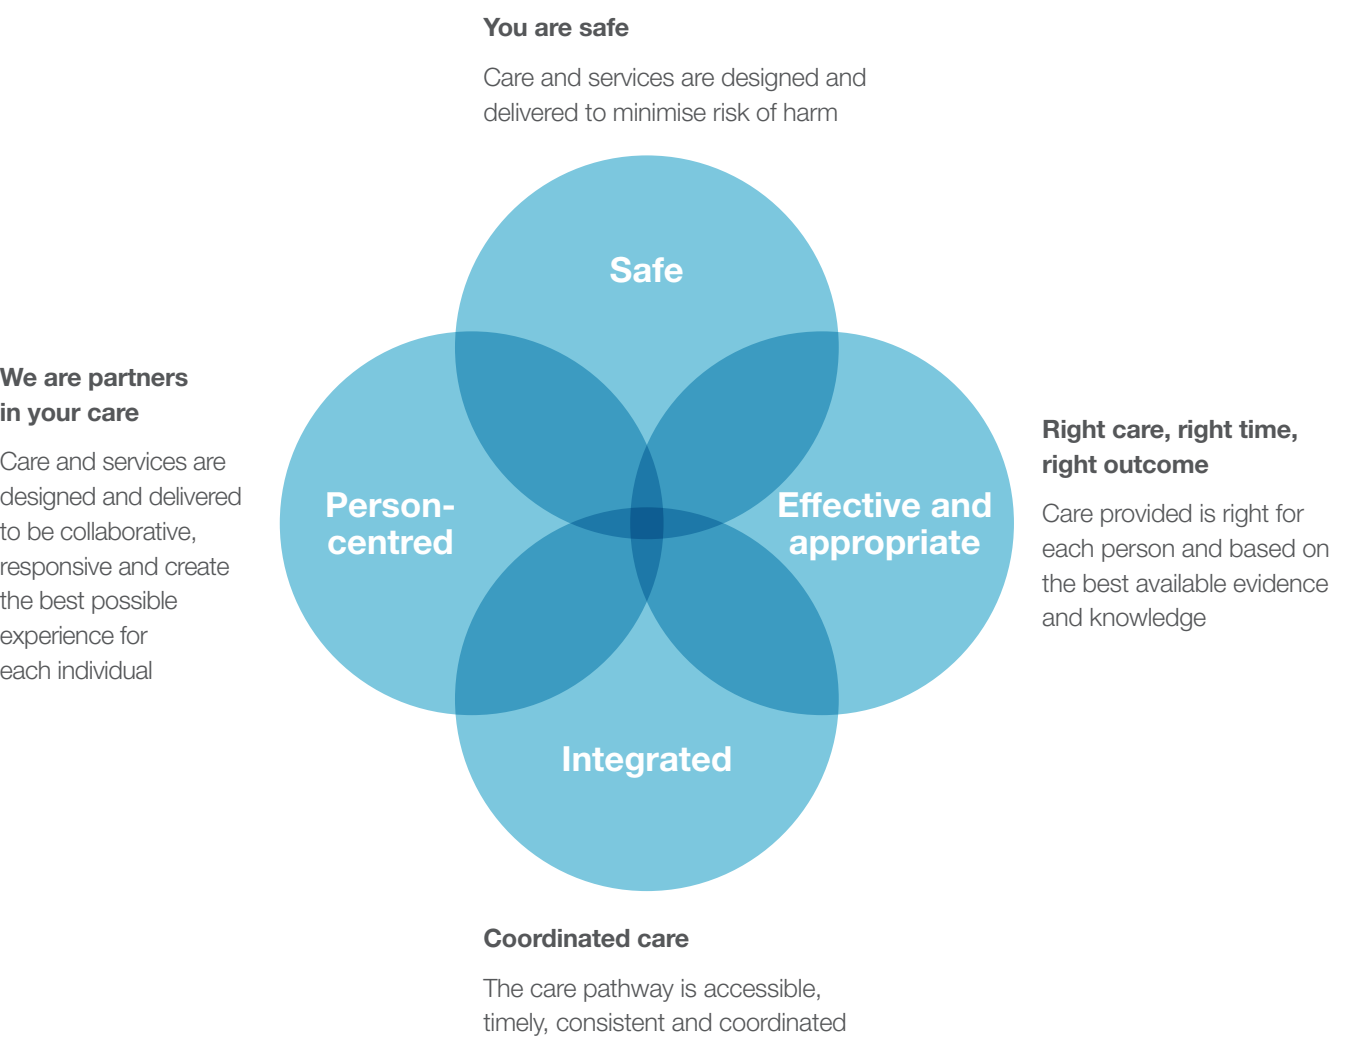 You are safe
Care and services are designed and
delivered to minimise risk of harm
Safe
We are partners
in your care
Care and services are
designed and delivered
to be collaborative,
responsive and create
the best possible
experience for
each individual
Person-
centred
Effective and
appropriate
Right care, right time,
right outcome
Care provided is right for
each person and based on
the best available evidence
and knowledge
Integrated
Coordinated care
The care pathway is accessible,
timely, consistent and coordinated